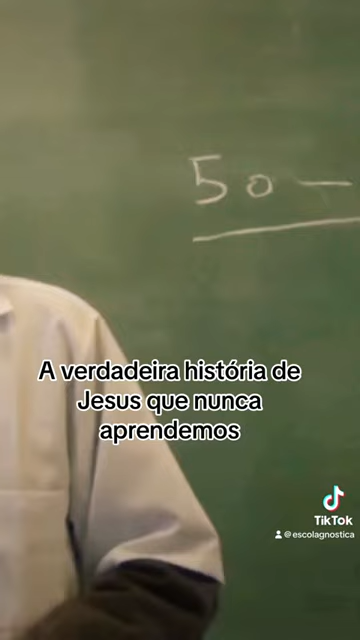 50 —
A verdadeira história de
Jesus que nunca
aprendemos
TikTok
@escolagnostica